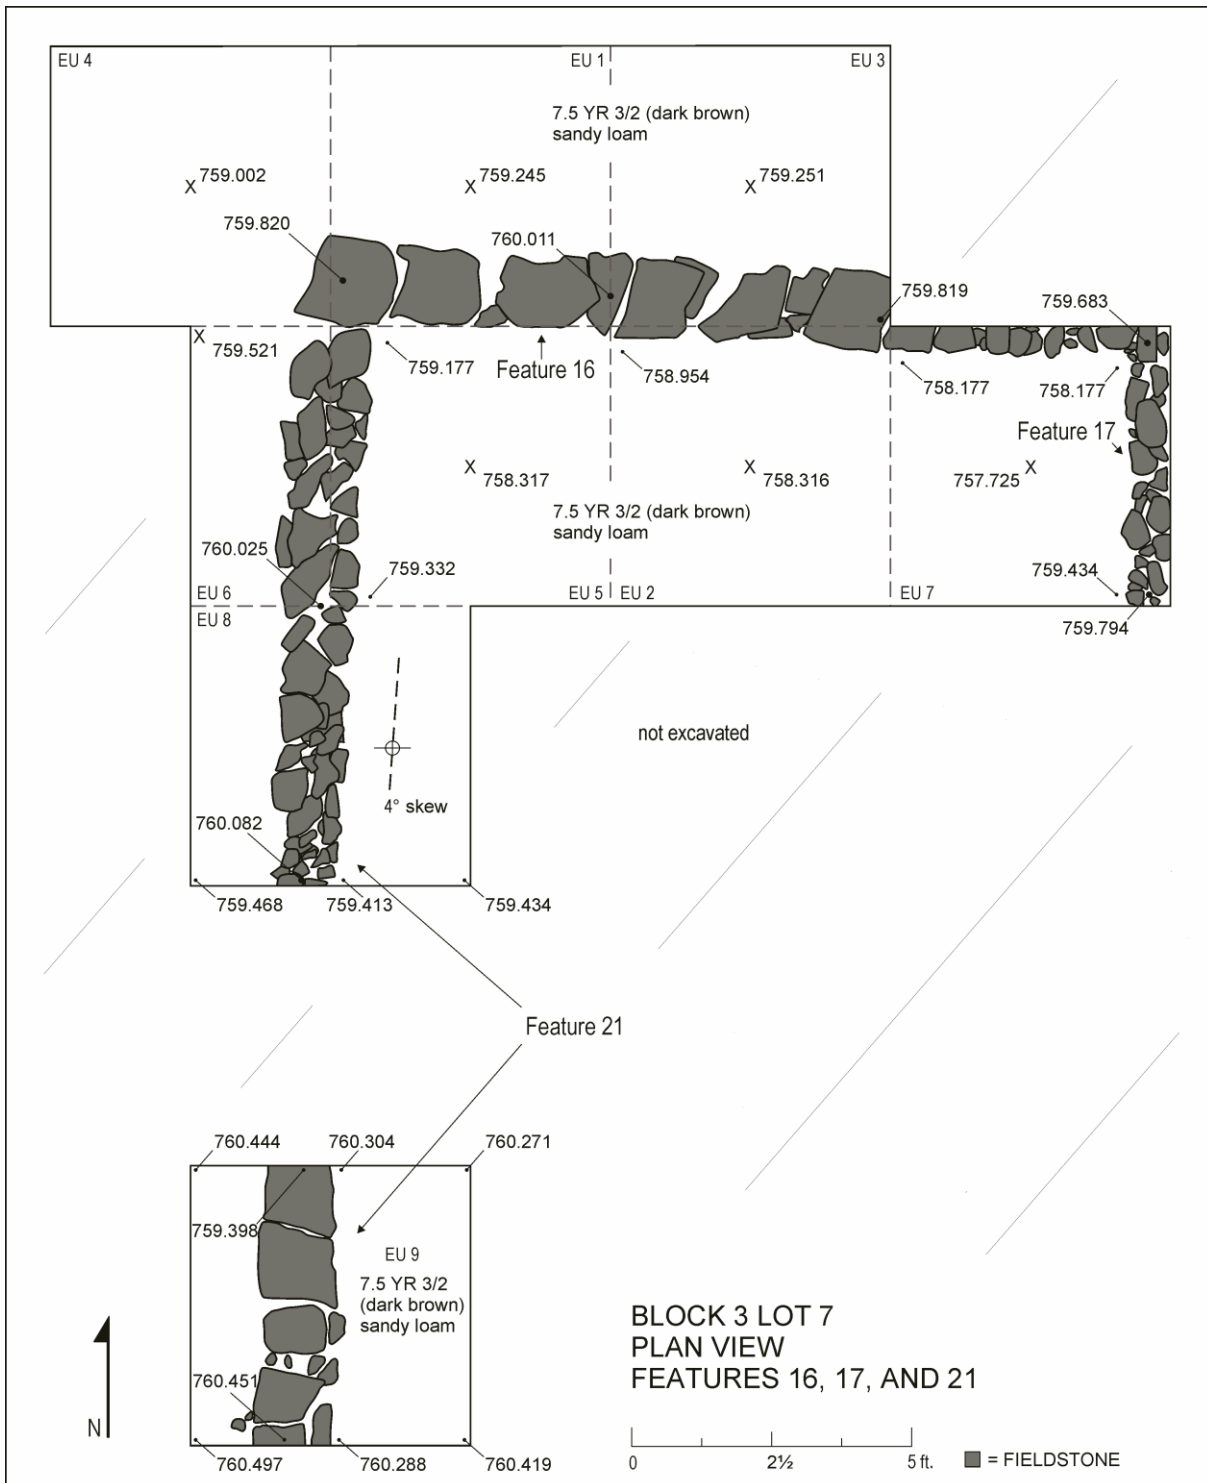 EU 4
EU 1
EU 3
7.5 YR 3/2 (dark brown)
sandy loam
X 759.002
X 759.245
X 759.251
759.820
760.011
759.819
759.683
X
759.521
759.177
Feature 16
758.954
758.177
758.177
Feature 17
X 758.317
X 758.316
757.725 X
7.5 YR 3/2 (dark brown)
sandy loam
760.025
759.332
759.434
EU 6
EU 5
EU 2
EU 7
EU 8
759.794
not excavated
4° skew
760.082
759.468
759.413
759.434
Feature 21
760.444
760.304
760.271
759.398
EU 9
7.5 YR 3/2
(dark brown)
sandy loam
760.451
760.497
760.288
760.419
N
BLOCK 3 LOT 7
PLAN VIEW
FEATURES 16, 17, AND 21
0 2½ 5 ft.
= FIELDSTONE